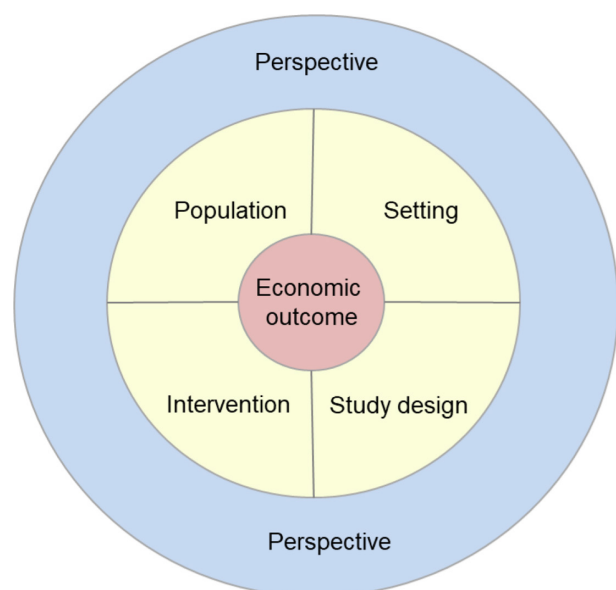 Perspective
Population
Setting
Economic
outcome
Intervention
Study design
Perspective